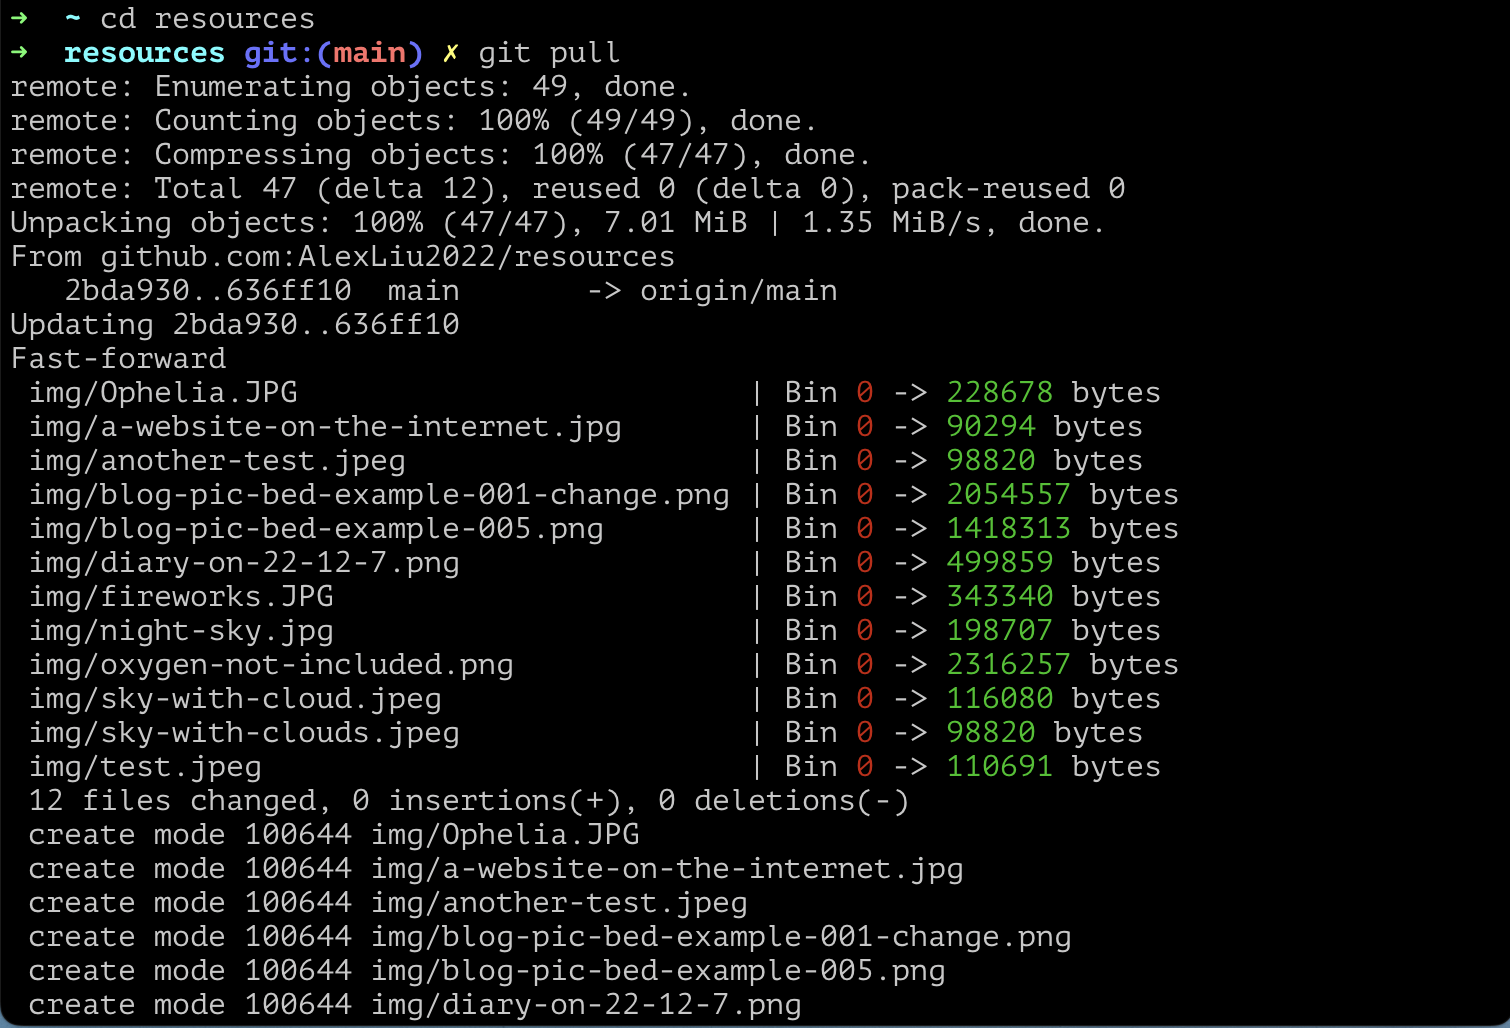 ➜  ~ cd resources
➜  resources git:(main) ✗ git pull
remote: Enumerating objects: 49, done.
remote: Counting objects: 100% (49/49), done.
remote: Compressing objects: 100% (47/47), done.
remote: Total 47 (delta 12), reused 0 (delta 0), pack-reused 0
Unpacking objects: 100% (47/47), 7.01 MiB | 1.35 MiB/s, done.
From github.com:AlexLiu2022/resources
   2bda930..636ff10  main       -> origin/main
Updating 2bda930..636ff10
Fast-forward
 img/Ophelia.JPG                         | Bin 0 -> 228678 bytes
 img/a-website-on-the-internet.jpg       | Bin 0 -> 90294 bytes
 img/another-test.jpeg                   | Bin 0 -> 98820 bytes
 img/blog-pic-bed-example-001-change.png | Bin 0 -> 2054557 bytes
 img/blog-pic-bed-example-005.png        | Bin 0 -> 1418313 bytes
 img/diary-on-22-12-7.png                | Bin 0 -> 499859 bytes
 img/fireworks.JPG                       | Bin 0 -> 343340 bytes
 img/night-sky.jpg                       | Bin 0 -> 198707 bytes
 img/oxygen-not-included.png             | Bin 0 -> 2316257 bytes
 img/sky-with-cloud.jpeg                 | Bin 0 -> 116080 bytes
 img/sky-with-clouds.jpeg                | Bin 0 -> 98820 bytes
 img/test.jpeg                           | Bin 0 -> 110691 bytes
 12 files changed, 0 insertions(+), 0 deletions(-)
 create mode 100644 img/Ophelia.JPG
 create mode 100644 img/a-website-on-the-internet.jpg
 create mode 100644 img/another-test.jpeg
 create mode 100644 img/blog-pic-bed-example-001-change.png
 create mode 100644 img/blog-pic-bed-example-005.png
 create mode 100644 img/diary-on-22-12-7.png